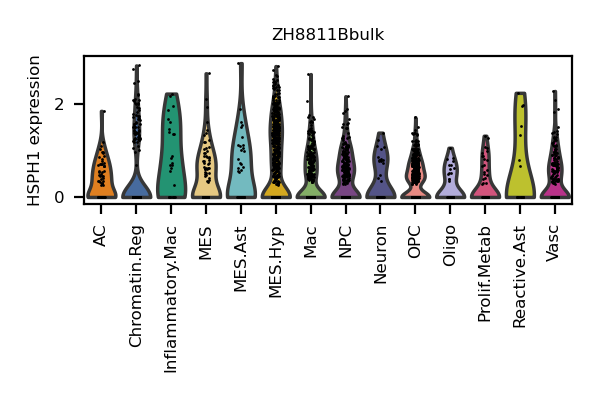 ZH8811Bbulk
HSPH1 expression
2
0
AC
Chromatin.Reg
Inflammatory.Mac
MES
MES.Ast
MES.Hyp
Mac
NPC
Neuron
OPC
Oligo
Prolif.Metab
Reactive.Ast
Vasc